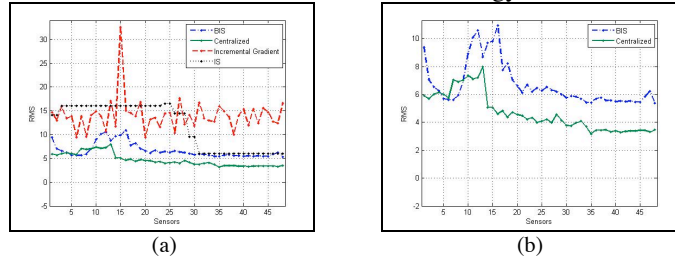 30
25
20
15
10
5
0
-5
RMS
5 10 15 20 25 30 35 40 45
Sensors
BIS
Centralized
Incremental Gradient
IS
(a)
10
8
6
4
2
0
-2
RMS
5 10 15 20 25 30 35 40 45
Sensors
BIS
Centralized
(b)